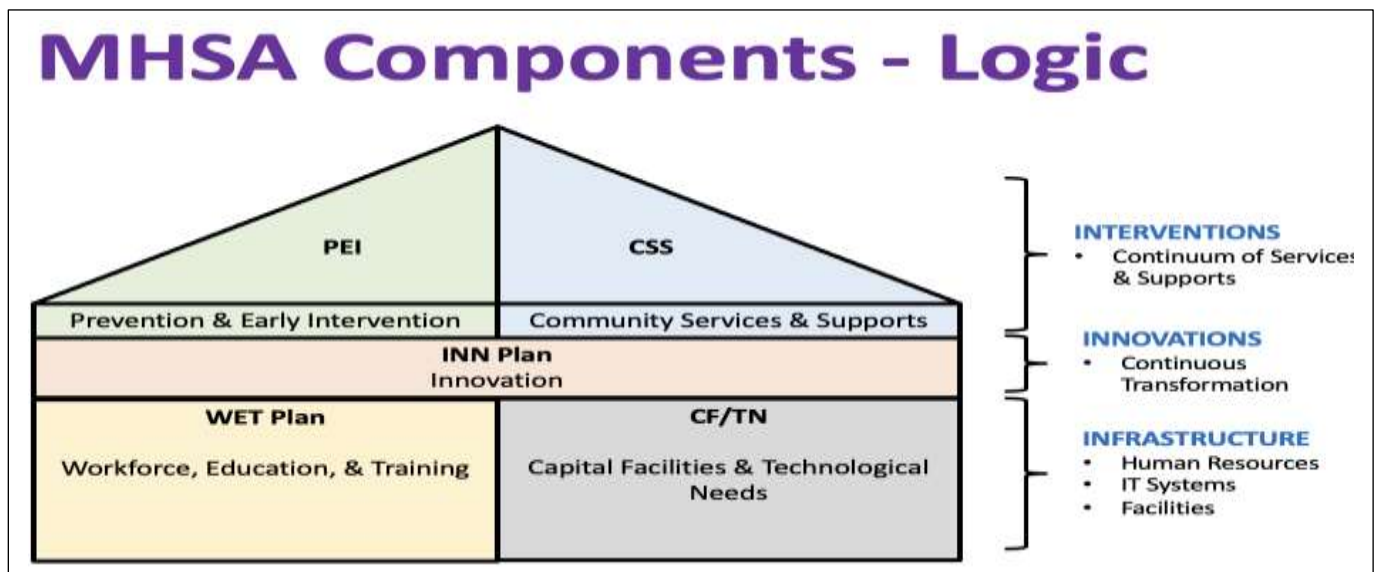 MHSA Components - Logic
PEI
CSS
Prevention & Early Intervention
Community Services & Supports
INN Plan
Innovation
WET Plan
Workforce, Education, & Training
CF/TN
Capital Facilities & Technological
Needs
INTERVENTIONS
• Continuum of Services
& Supports
INNOVATIONS
• Continuous
Transformation
INFRASTRUCTURE
• Human Resources
• IT Systems
• Facilities